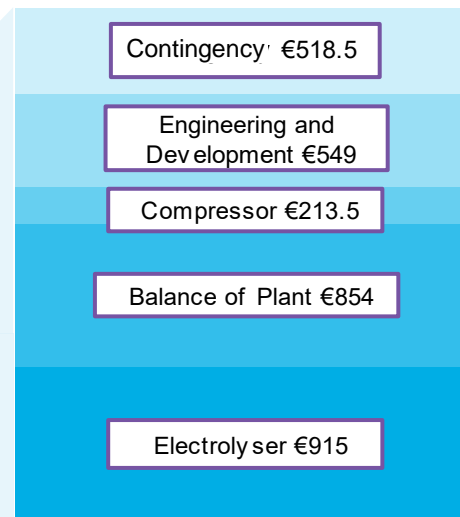 Contingency €518.5
Engineering and
Development €549
Compressor €213.5
Balance of Plant €854
Electrolyser €915